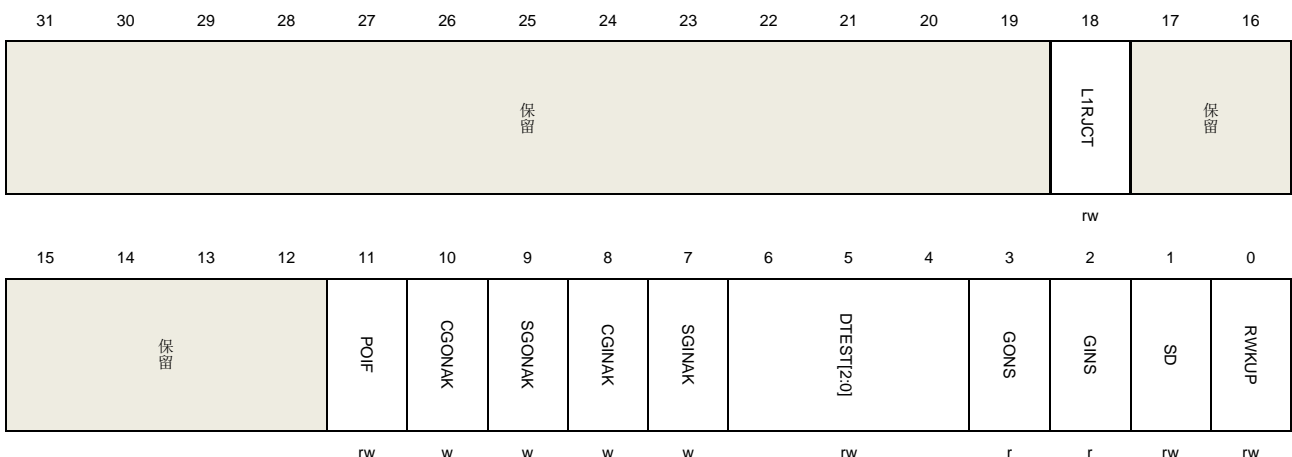 31 30 29 28 27 26 25 24 23 22 21 20 19 18 17 16
保留 L1RJCT 保留
rw
15 14 13 12 11 10 9 8 7 6 5 4 3 2 1 0
保留 POIF CGONAK SGONAK CGINAK SGINAK DTEST[2:0] GONS GINS SD RWKUP
rw w w w w rw r r rw rw